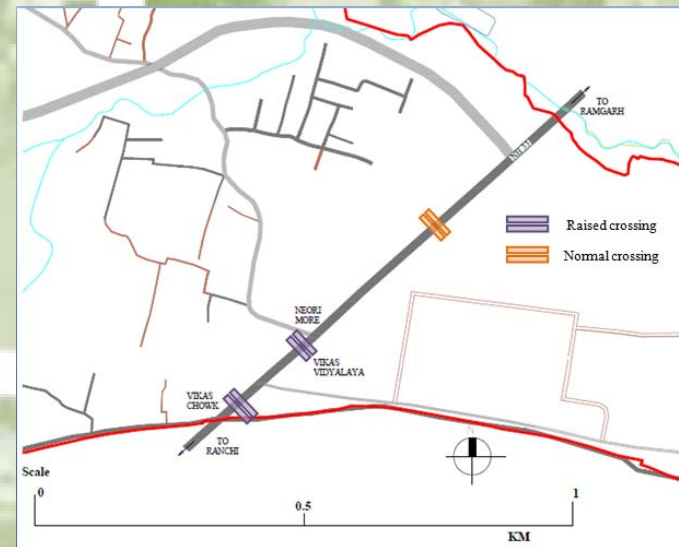 TO
RAMGARH
NH 33
Raised crossing
Normal crossing
NEORI
MORE
VIKAS
VIDYALAYA
VIKAS
CHOWK
TO
RANCHI
N
Scale
0
0.5
1
KM